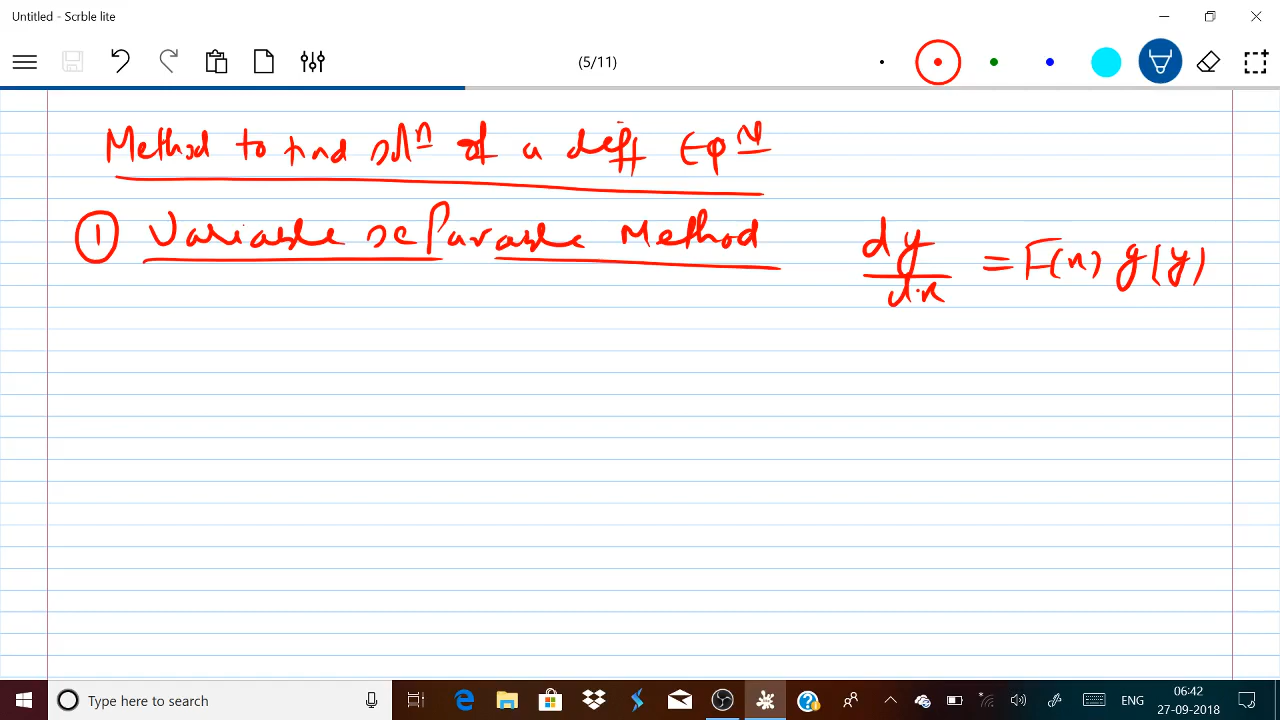 Untitled - Scrble lite
(5/11)
Method to find solⁿ of a diff Eqⁿ
① Variable separable Method
dy/dx = F(x) g(y)
Type here to search
ENG
06:42
27-09-2018